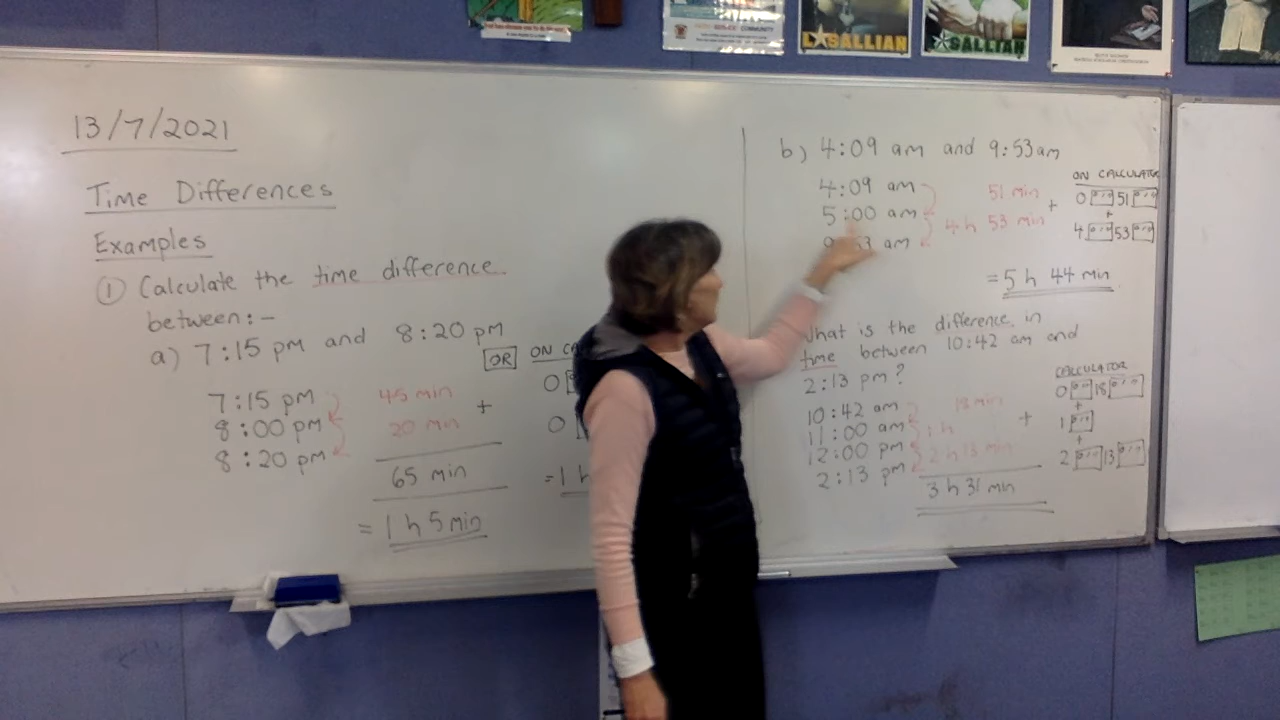 13/7/2021
Time Differences
Examples
① Calculate the time difference
between:-
a) 7:15 pm and 8:20 pm
7:15 pm 45 min
8:00 pm 20 min +
8:20 pm
65 min
= 1 h 5 min
OR ON
0
0
= 1 h
b) 4:09 am and 9:53 am
4:09 am 51 min
5:00 am 4 h 53 min +
am
= 5 h 44 min
ON CALCULATOR
0 °'" 51 °'"
+
4 °'" 53 °'"
What is the difference in
time between 10:42 am and
2:13 pm?
10:42 am 18 min
11:00 am 1 h +
12:00 pm 2 h 13 min
2:13 pm
3 h 31 min
CALCULATOR
0 °'" 18 °'"
+
1 °'"
+
2 °'" 13 °'"
COMMUNITY
LASALLIAN
SALLIAN